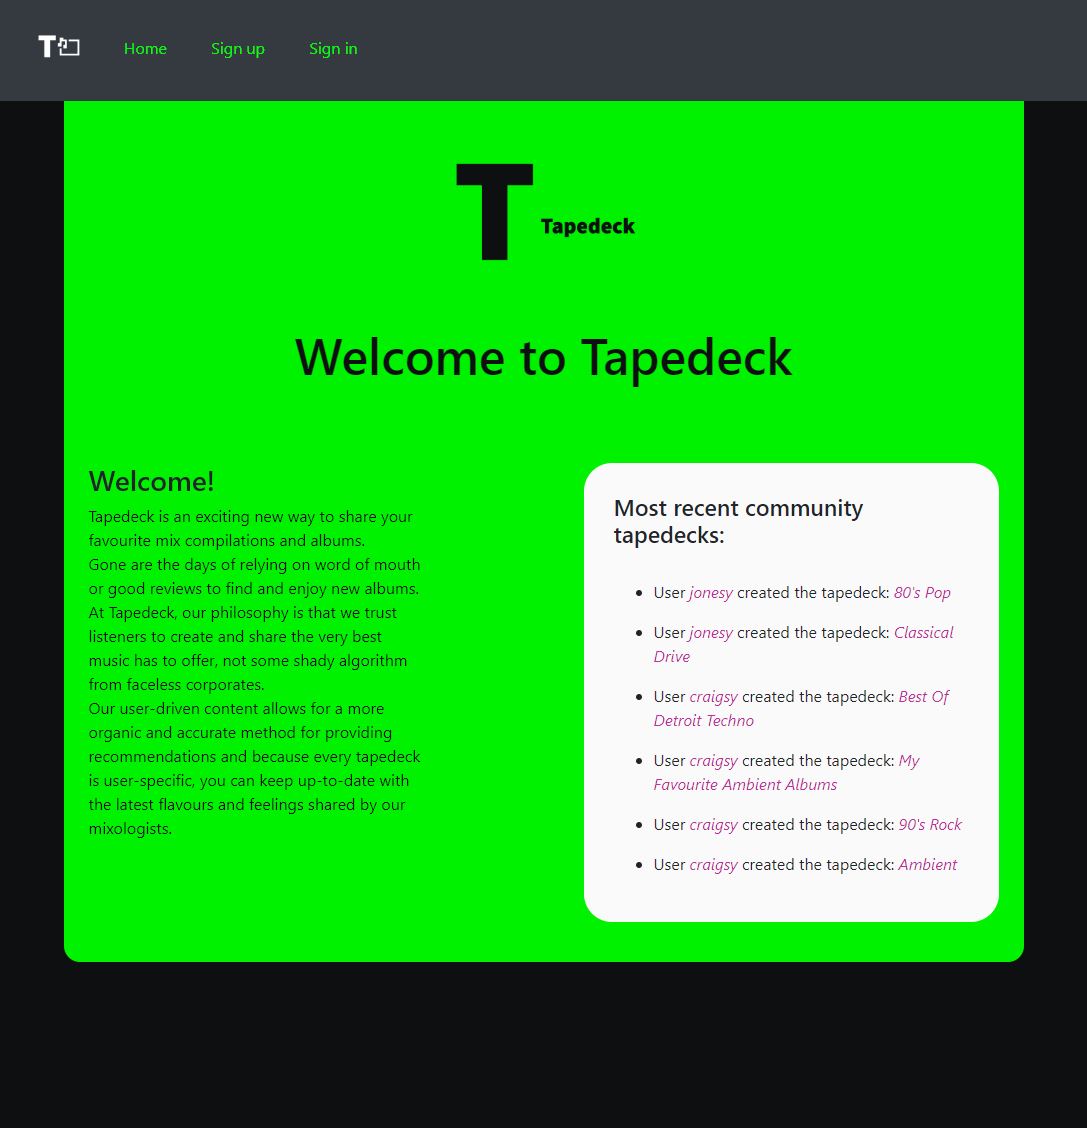 T
Home
Sign up
Sign in
T Tapedeck
Welcome to Tapedeck
Welcome!
Tapedeck is an exciting new way to share your
favourite mix compilations and albums.
Gone are the days of relying on word of mouth
or good reviews to find and enjoy new albums.
At Tapedeck, our philosophy is that we trust
listeners to create and share the very best
music has to offer, not some shady algorithm
from faceless corporates.
Our user-driven content allows for a more
organic and accurate method for providing
recommendations and because every tapedeck
is user-specific, you can keep up-to-date with
the latest flavours and feelings shared by our
mixologists.
Most recent community
tapedecks:
User jonesy created the tapedeck: 80's Pop
User jonesy created the tapedeck: Classical
Drive
User craigsy created the tapedeck: Best Of
Detroit Techno
User craigsy created the tapedeck: My
Favourite Ambient Albums
User craigsy created the tapedeck: 90's Rock
User craigsy created the tapedeck: Ambient